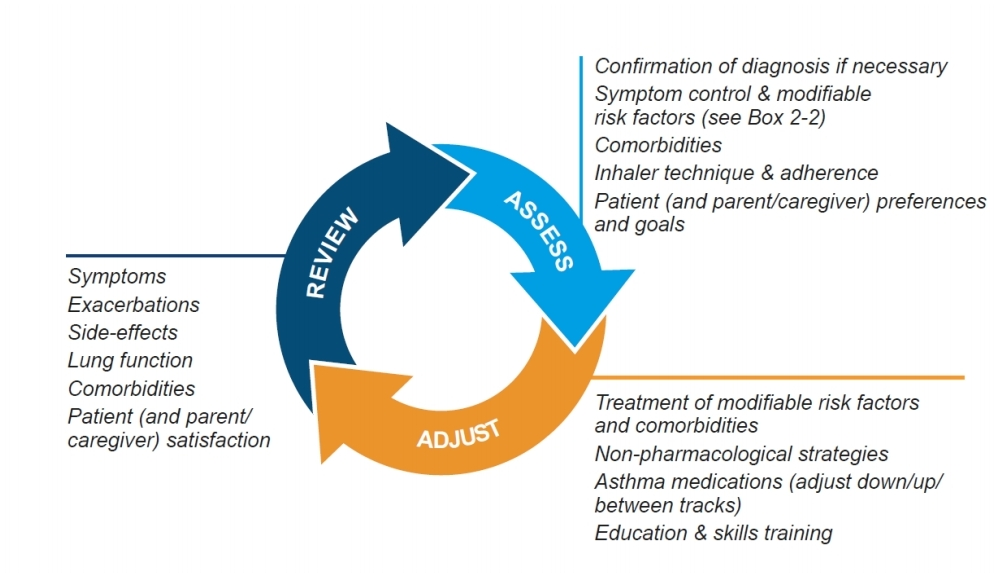 Confirmation of diagnosis if necessary
Symptom control & modifiable
risk factors (see Box 2-2)
Comorbidities
Inhaler technique & adherence
Patient (and parent/caregiver) preferences
and goals
ASSESS
REVIEW
Symptoms
Exacerbations
Side-effects
Lung function
Comorbidities
Patient (and parent/
caregiver) satisfaction
ADJUST
Treatment of modifiable risk factors
and comorbidities
Non-pharmacological strategies
Asthma medications (adjust down/up/
between tracks)
Education & skills training